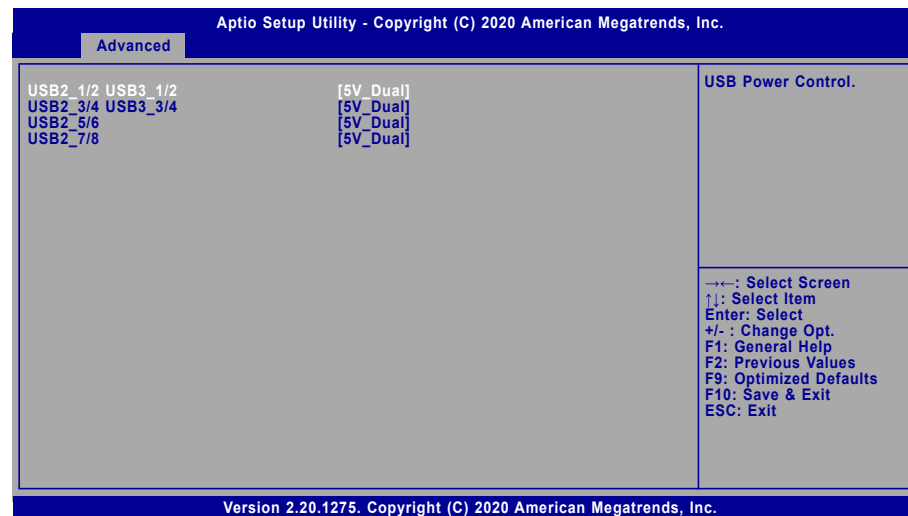 Aptio Setup Utility - Copyright (C) 2020 American Megatrends, Inc.
Advanced
USB2_1/2 USB3_1/2 [5V_Dual]
USB2_3/4 USB3_3/4 [5V_Dual]
USB2_5/6 [5V_Dual]
USB2_7/8 [5V_Dual]
USB Power Control.
→←: Select Screen
↑↓: Select Item
Enter: Select
+/- : Change Opt.
F1: General Help
F2: Previous Values
F9: Optimized Defaults
F10: Save & Exit
ESC: Exit
Version 2.20.1275. Copyright (C) 2020 American Megatrends, Inc.